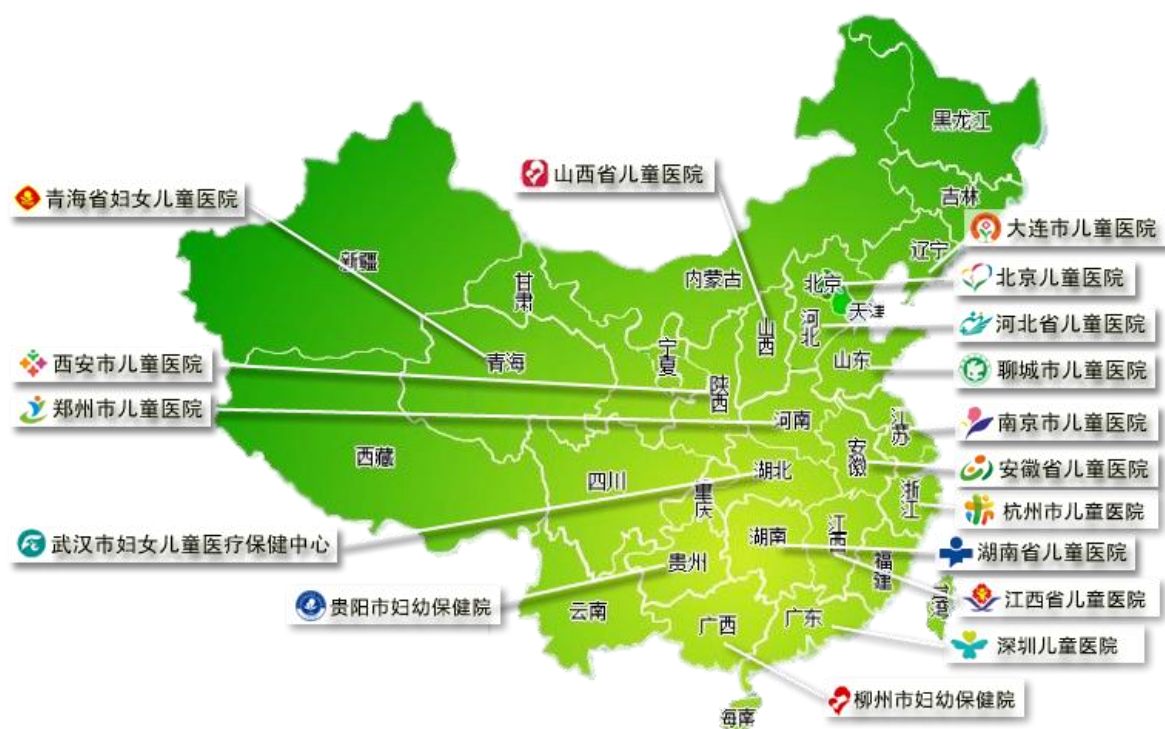 黑龙江
山西省儿童医院
青海省妇女儿童医院
吉林
大连市儿童医院
辽宁
新疆
内蒙古
北京
北京儿童医院
甘肃
天津
河北
河北省儿童医院
山西
宁夏
青海
山东
聊城市儿童医院
西安市儿童医院
陕西
郑州市儿童医院
河南
江苏
南京市儿童医院
西藏
四川
湖北
安徽
安徽省儿童医院
重庆
浙江
杭州市儿童医院
武汉市妇女儿童医疗保健中心
湖南
江西
湖南省儿童医院
贵州
福建
贵阳市妇幼保健院
云南
台湾
江西省儿童医院
广西
广东
深圳儿童医院
柳州市妇幼保健院
海南